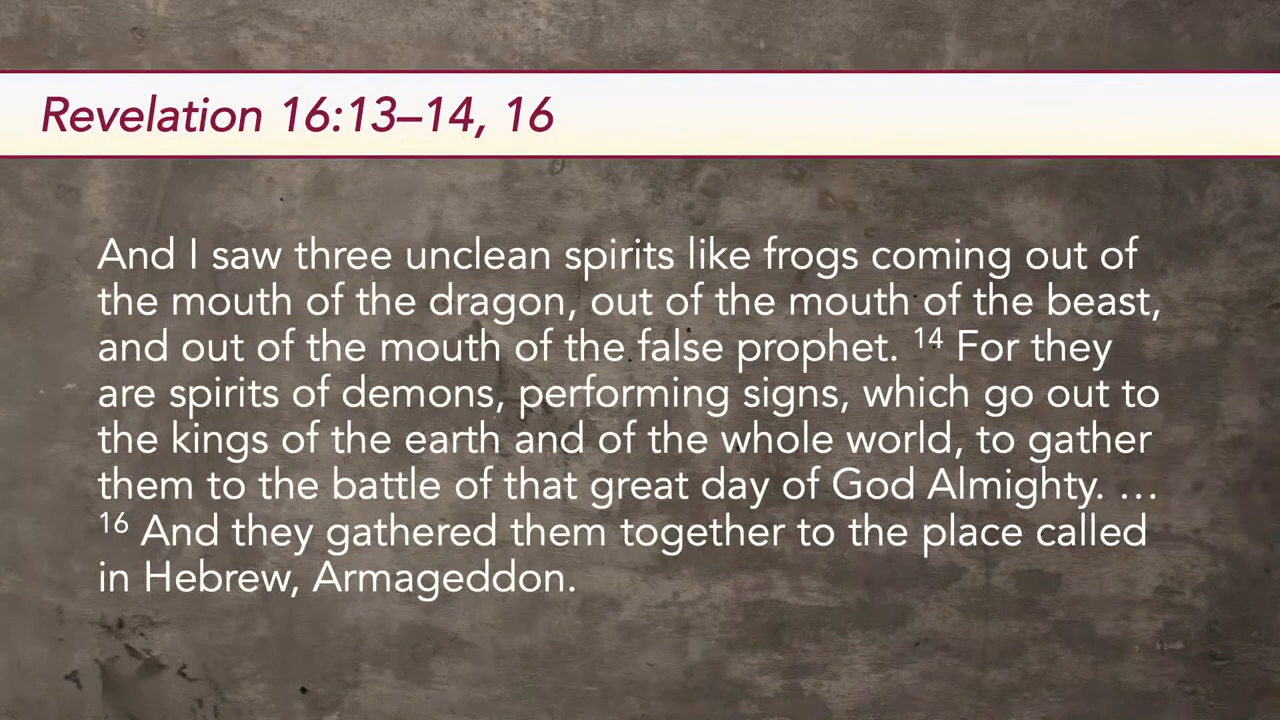 Revelation 16:13–14, 16
And I saw three unclean spirits like frogs coming out of
the mouth of the dragon, out of the mouth of the beast,
and out of the mouth of the false prophet. 14 For they
are spirits of demons, performing signs, which go out to
the kings of the earth and of the whole world, to gather
them to the battle of that great day of God Almighty. …
16 And they gathered them together to the place called
in Hebrew, Armageddon.